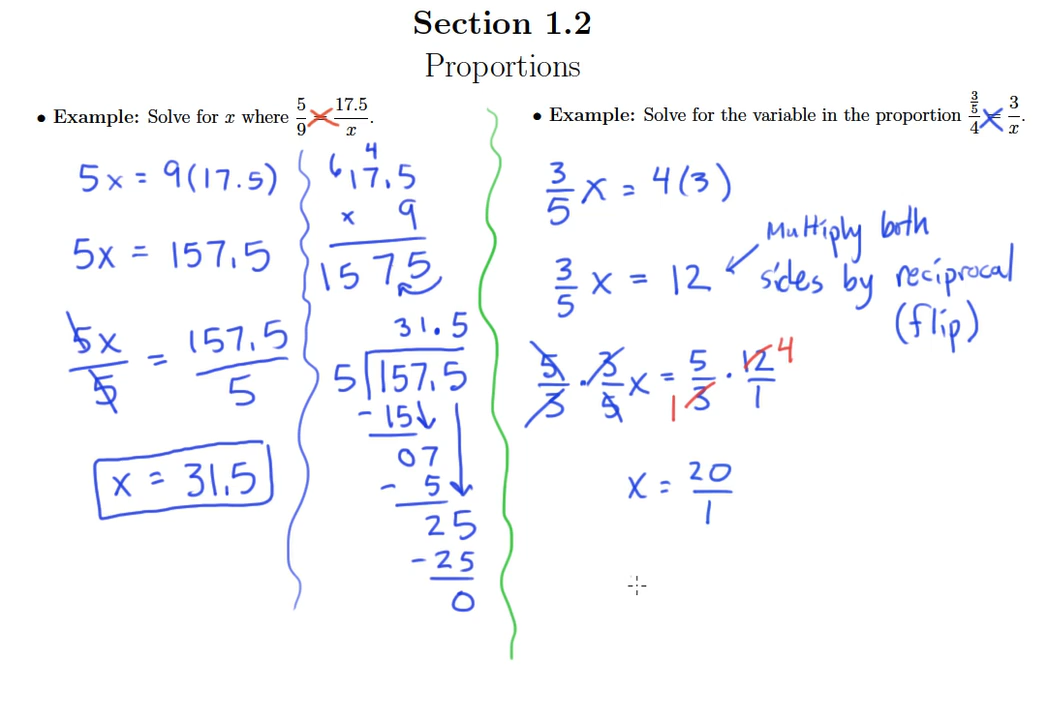 Section 1.2
Proportions
• Example: Solve for x where 5/9 = 17.5/x.
5x = 9(17.5)
5x = 157.5
5x/5 = 157.5/5
x = 31.5
6 4
17.5
x 9
1575
31.5
5 157.5
- 15
07
- 5
25
- 25
0
• Example: Solve for the variable in the proportion 3/5/4 = 3/x.
3/5 x = 4(3)
3/5 x = 12
Multiply both
sides by reciprocal
(flip)
5/3 · 3/5 x = 5/3 · 12/1
1 4
x = 20/1